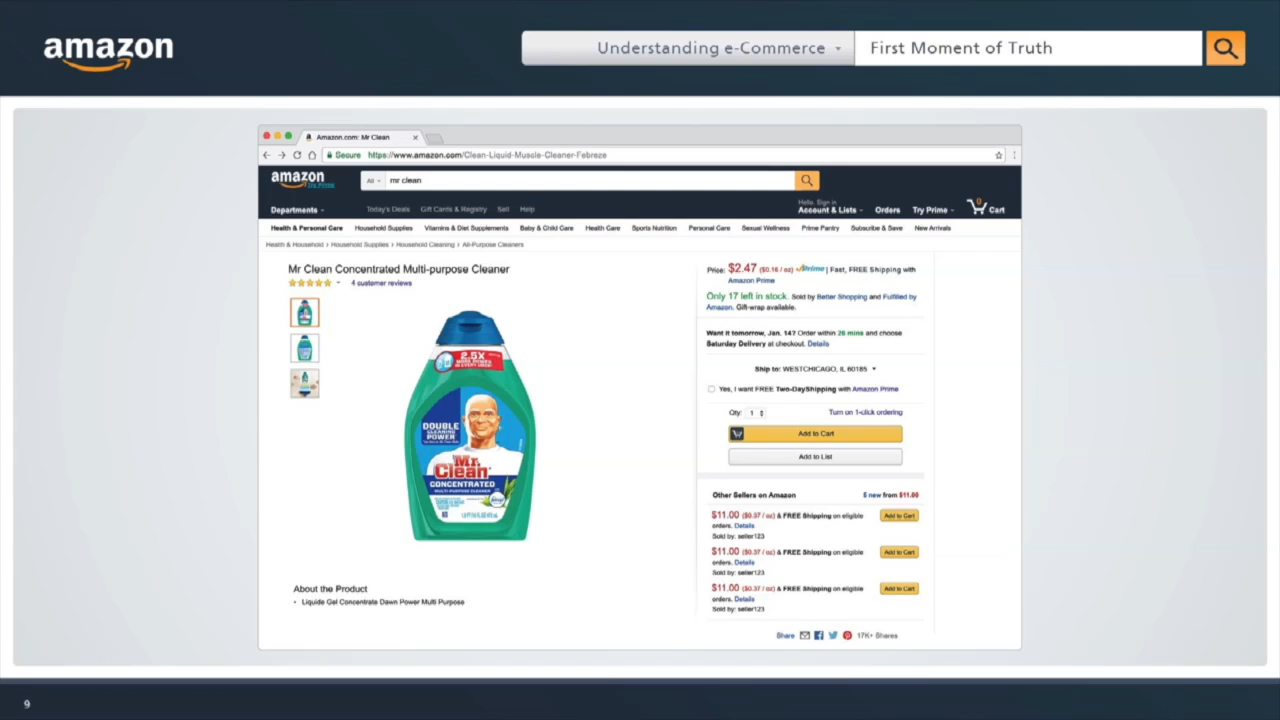 amazon
Understanding e-Commerce
First Moment of Truth
Amazon.com: Mr Clean
Secure https://www.amazon.com/Clean-Liquid-Muscle-Cleaner-Febreze
amazon
All
mr clean
Hello. Sign in
Departments
Today's Deals Gift Cards & Registry Sell Help
Account & Lists Orders Try Prime 0 Cart
Health & Personal Care Household Supplies Vitamins & Diet Supplements Baby & Child Care Health Care Sports Nutrition Personal Care Sexual Wellness Prime Pantry Subscribe & Save New Arrivals
Health & Household › Household Supplies › Household Cleaning › All-Purpose Cleaners
Mr Clean Concentrated Multi-purpose Cleaner
4 customer reviews
2.5X
DOUBLE
CLEANING
POWER
Mr.
Clean
CONCENTRATED
MULTI-PURPOSE CLEANER
About the Product
• Liquide Gel Concentrate Dawn Power Multi Purpose
Price: $2.47 ($0.16 / oz) Prime | Fast, FREE Shipping with
Amazon Prime
Only 17 left in stock. Sold by Better Shopping and Fulfilled by
Amazon. Gift-wrap available.
Want it tomorrow, Jan. 14? Order within 26 mins and choose
Saturday Delivery at checkout. Details
Ship to: WESTCHICAGO, IL 60185
Yes, I want FREE Two-DayShipping with Amazon Prime
Qty: 1
Turn on 1-click ordering
Add to Cart
Add to List
Other Sellers on Amazon
5 new from $11.00
$11.00 ($0.37 / oz) & FREE Shipping on eligible
orders. Details
Sold by: seller123
Add to Cart
$11.00 ($0.37 / oz) & FREE Shipping on eligible
orders. Details
Sold by: seller123
Add to Cart
$11.00 ($0.37 / oz) & FREE Shipping on eligible
orders. Details
Sold by: seller123
Add to Cart
Share 17K+ Shares
9